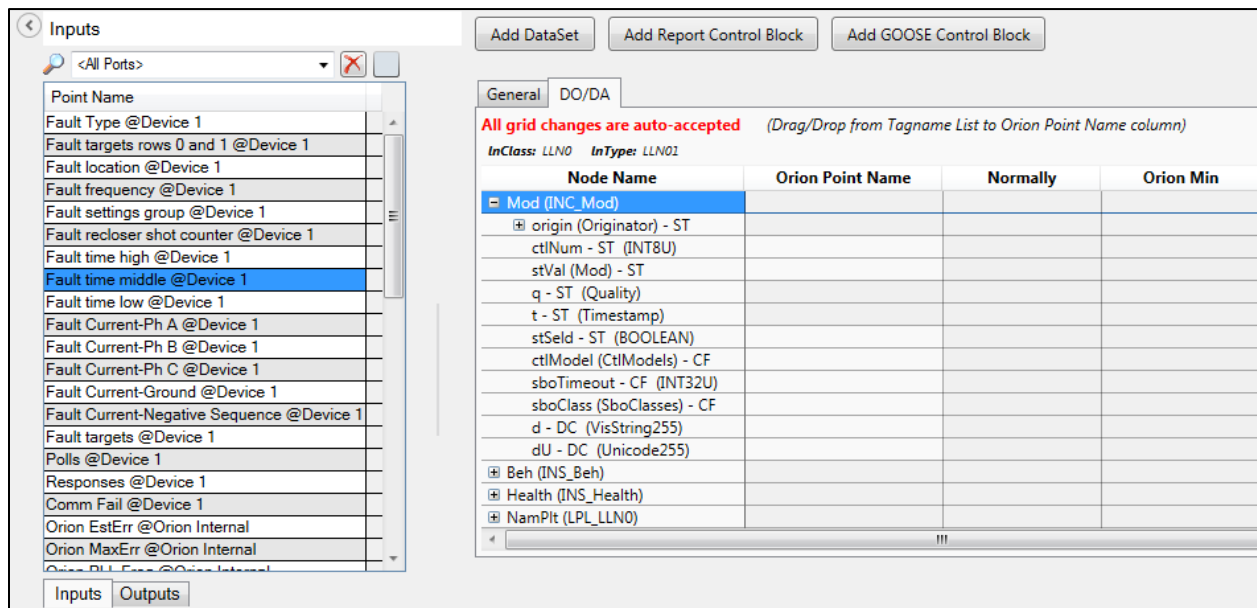 Inputs
<All Ports>
Point Name
Fault Type @Device 1
Fault targets rows 0 and 1 @Device 1
Fault location @Device 1
Fault frequency @Device 1
Fault settings group @Device 1
Fault recloser shot counter @Device 1
Fault time high @Device 1
Fault time middle @Device 1
Fault time low @Device 1
Fault Current-Ph A @Device 1
Fault Current-Ph B @Device 1
Fault Current-Ph C @Device 1
Fault Current-Ground @Device 1
Fault Current-Negative Sequence @Device 1
Fault targets @Device 1
Polls @Device 1
Responses @Device 1
Comm Fail @Device 1
Orion EstErr @Orion Internal
Orion MaxErr @Orion Internal
Inputs Outputs
Add DataSet Add Report Control Block Add GOOSE Control Block
General DO/DA
All grid changes are auto-accepted (Drag/Drop from Tagname List to Orion Point Name column)
lnClass: LLN0 lnType: LLN01
Node Name Orion Point Name Normally Orion Min
Mod (INC_Mod)
origin (Originator) - ST
ctlNum - ST (INT8U)
stVal (Mod) - ST
q - ST (Quality)
t - ST (Timestamp)
stSeld - ST (BOOLEAN)
ctlModel (CtlModels) - CF
sboTimeout - CF (INT32U)
sboClass (SboClasses) - CF
d - DC (VisString255)
dU - DC (Unicode255)
Beh (INS_Beh)
Health (INS_Health)
NamPlt (LPL_LLN0)